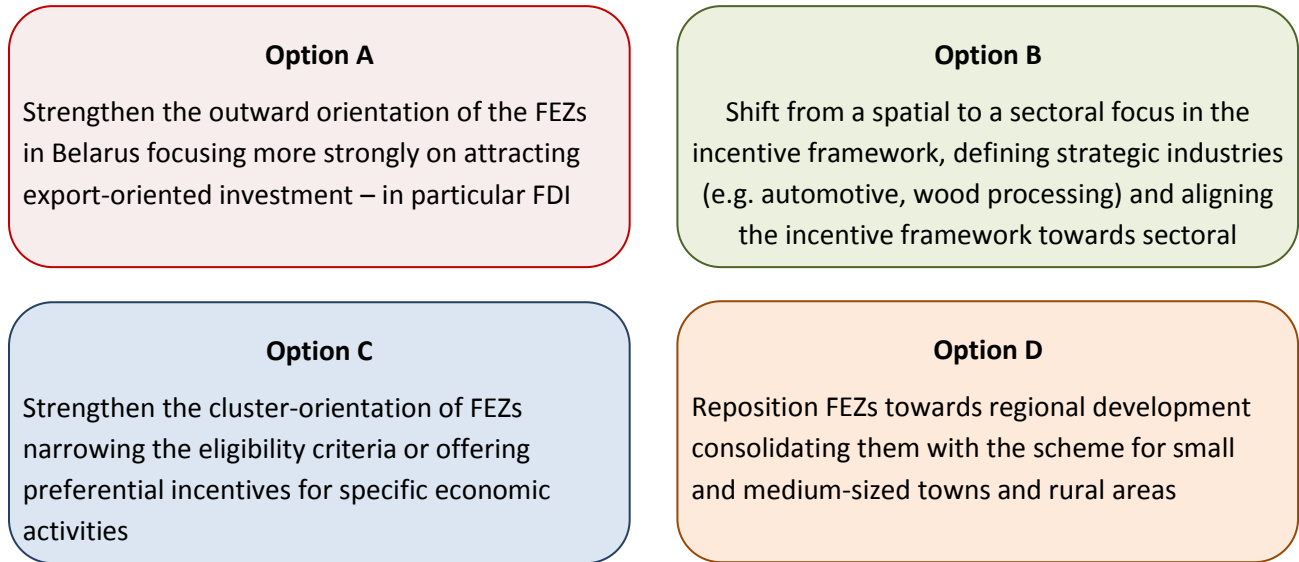 Option A
Strengthen the outward orientation of the FEZs
in Belarus focusing more strongly on attracting
export-oriented investment – in particular FDI
Option B
Shift from a spatial to a sectoral focus in the
incentive framework, defining strategic industries
(e.g. automotive, wood processing) and aligning
the incentive framework towards sectoral
Option C
Strengthen the cluster-orientation of FEZs
narrowing the eligibility criteria or offering
preferential incentives for specific economic
activities
Option D
Reposition FEZs towards regional development
consolidating them with the scheme for small
and medium-sized towns and rural areas